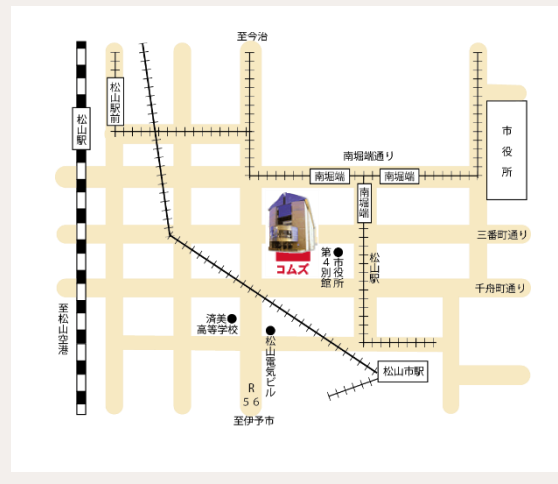 至今治
松山駅前
松山駅
市役所
南堀端通り
南堀端
南堀端
南堀端
三番町通り
コムズ
市役所
第4別館
松山駅
千舟町通り
至松山空港
済美
高等学校
松山電気ビル
松山市駅
R
56
至伊予市